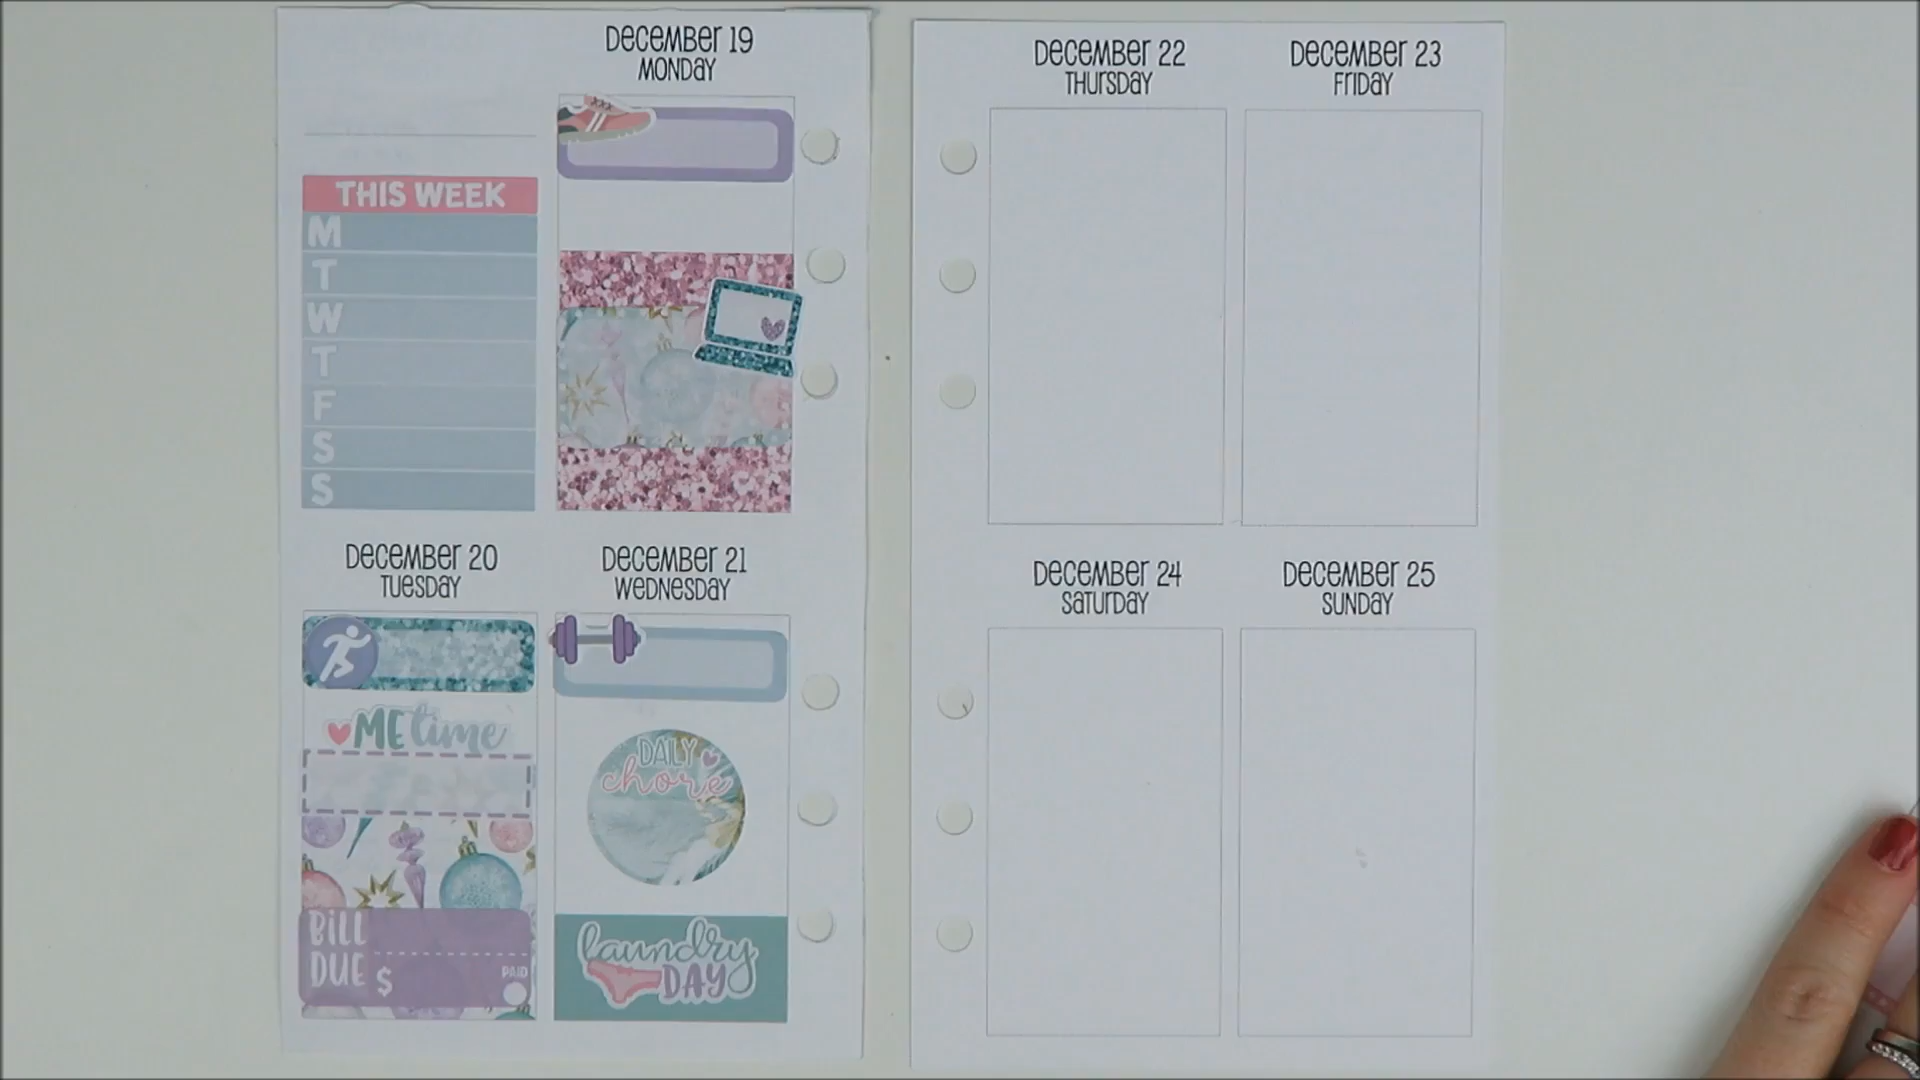 December 19
Monday
THIS WEEK
M
T
W
T
F
S
S
December 20
Tuesday
ME time
BILL
DUE $
PAID
December 21
Wednesday
DAILY
chore
laundry
DAY
December 22
Thursday
December 23
Friday
December 24
Saturday
December 25
Sunday